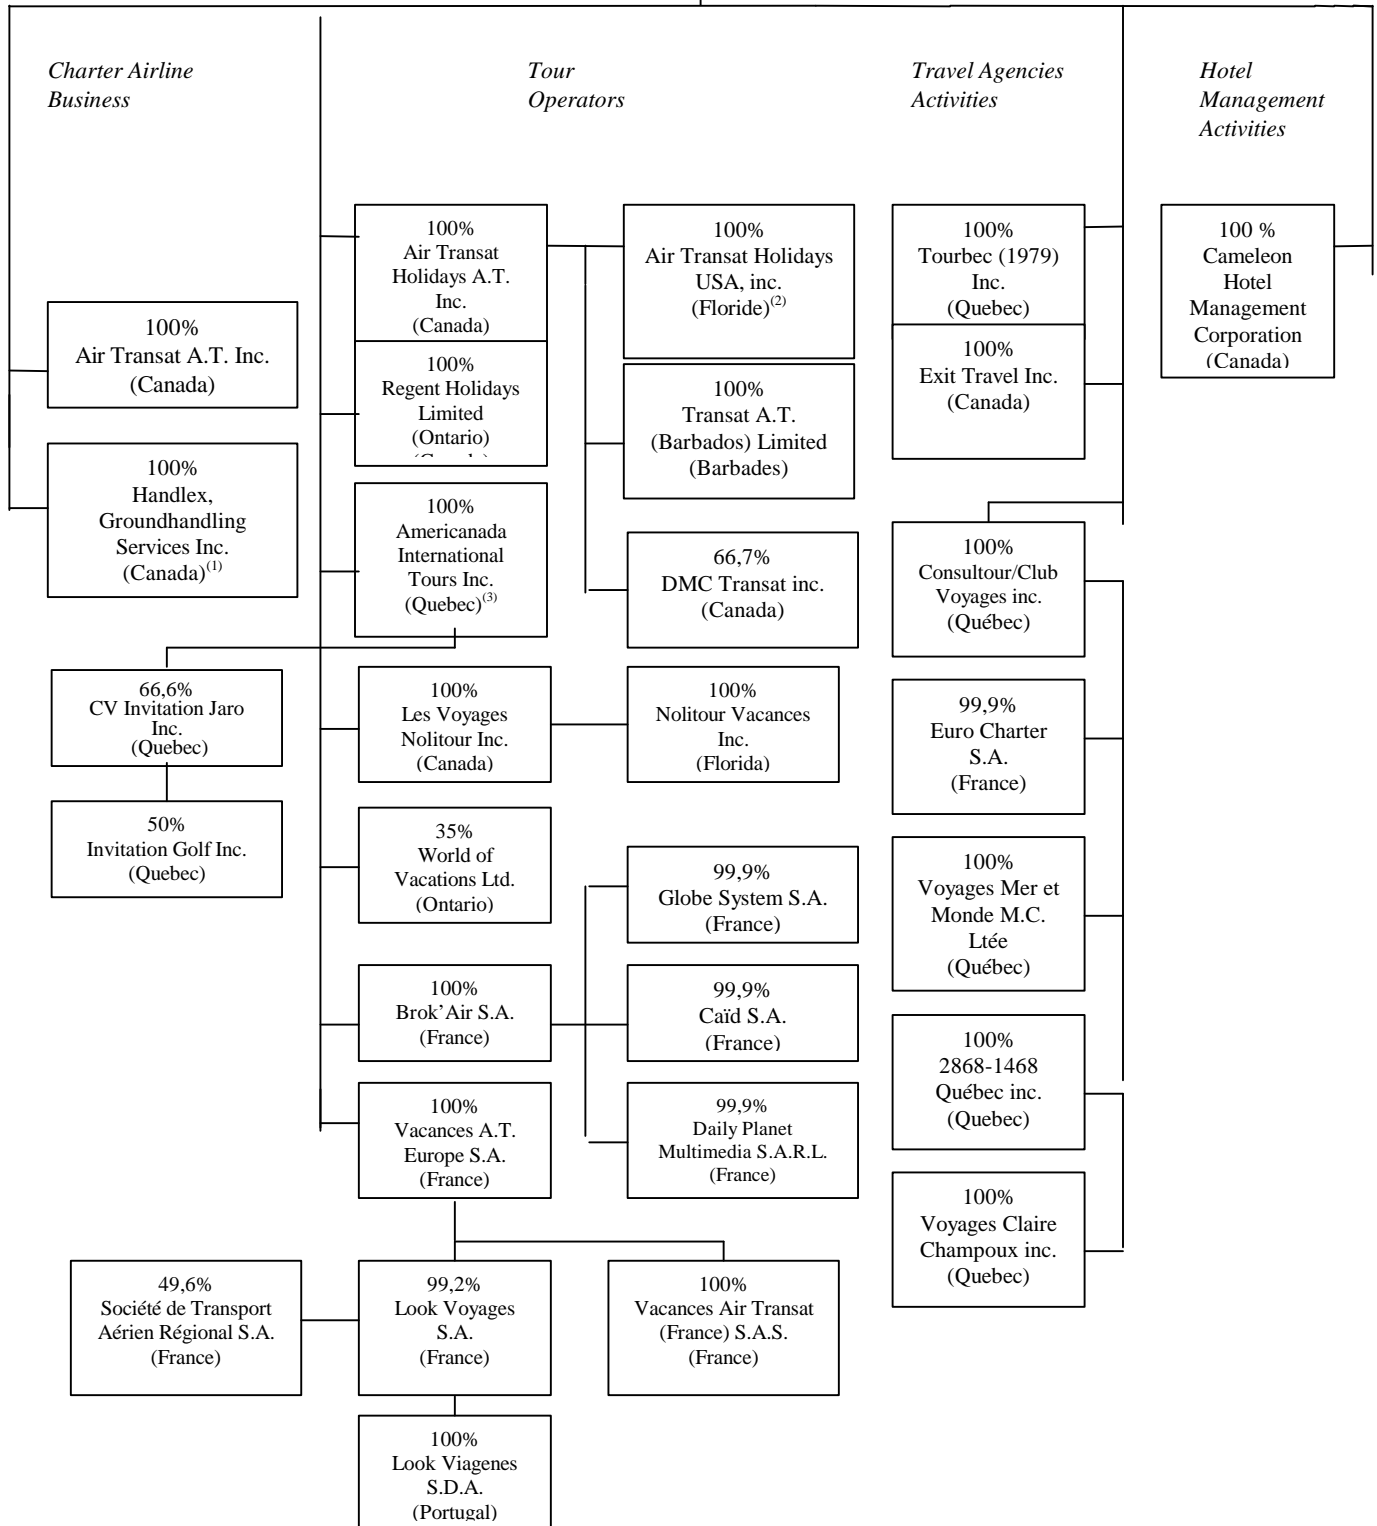 Charter Airline
Business
Tour
Operators
Travel Agencies
Activities
Hotel
Management
Activities
100%
Air Transat A.T. Inc.
(Canada)
100%
Handlex,
Groundhandling
Services Inc.
(Canada)(1)
66,6%
CV Invitation Jaro
Inc.
(Quebec)
50%
Invitation Golf Inc.
(Quebec)
100%
Air Transat
Holidays A.T.
Inc.
(Canada)
100%
Regent Holidays
Limited
(Ontario)
100%
Americanada
International
Tours Inc.
(Quebec)(3)
100%
Les Voyages
Nolitour Inc.
(Canada)
35%
World of
Vacations Ltd.
(Ontario)
100%
Brok'Air S.A.
(France)
100%
Vacances A.T.
Europe S.A.
(France)
100%
Air Transat Holidays
USA, inc.
(Floride)(2)
100%
Transat A.T.
(Barbados) Limited
(Barbades)
66,7%
DMC Transat inc.
(Canada)
100%
Nolitour Vacances
Inc.
(Florida)
99,9%
Globe System S.A.
(France)
99,9%
Caïd S.A.
(France)
99,9%
Daily Planet
Multimedia S.A.R.L.
(France)
49,6%
Société de Transport
Aérien Régional S.A.
(France)
99,2%
Look Voyages
S.A.
(France)
100%
Vacances Air Transat
(France) S.A.S.
(France)
100%
Look Viagenes
S.D.A.
(Portugal)
100%
Tourbec (1979)
Inc.
(Quebec)
100%
Exit Travel Inc.
(Canada)
100%
Consultour/Club
Voyages inc.
(Québec)
99,9%
Euro Charter
S.A.
(France)
100%
Voyages Mer et
Monde M.C.
Ltée
(Québec)
100%
2868-1468
Québec inc.
(Quebec)
100%
Voyages Claire
Champoux inc.
(Quebec)
100 %
Cameleon
Hotel
Management
Corporation
(Canada)